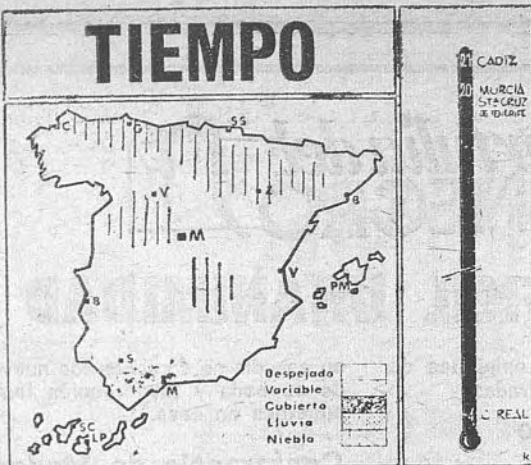 TIEMPO
21 CADIZ
20 MURCIA
STA CRUZ
DE TENERIFE
C G SS
V Z B
M
V
PM
B
S
M
SC
LP
Despejado
Variable
Cubierto
Lluvia
Niebla
-4 C REAL